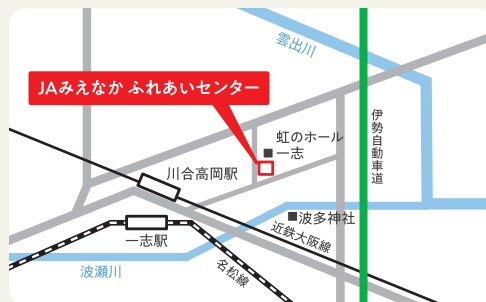 雲出川
JAみえなか ふれあいセンター
伊勢自動車道
虹のホール
一志
川合高岡駅
波多神社
一志駅
近鉄大阪線
波瀬川
名松線